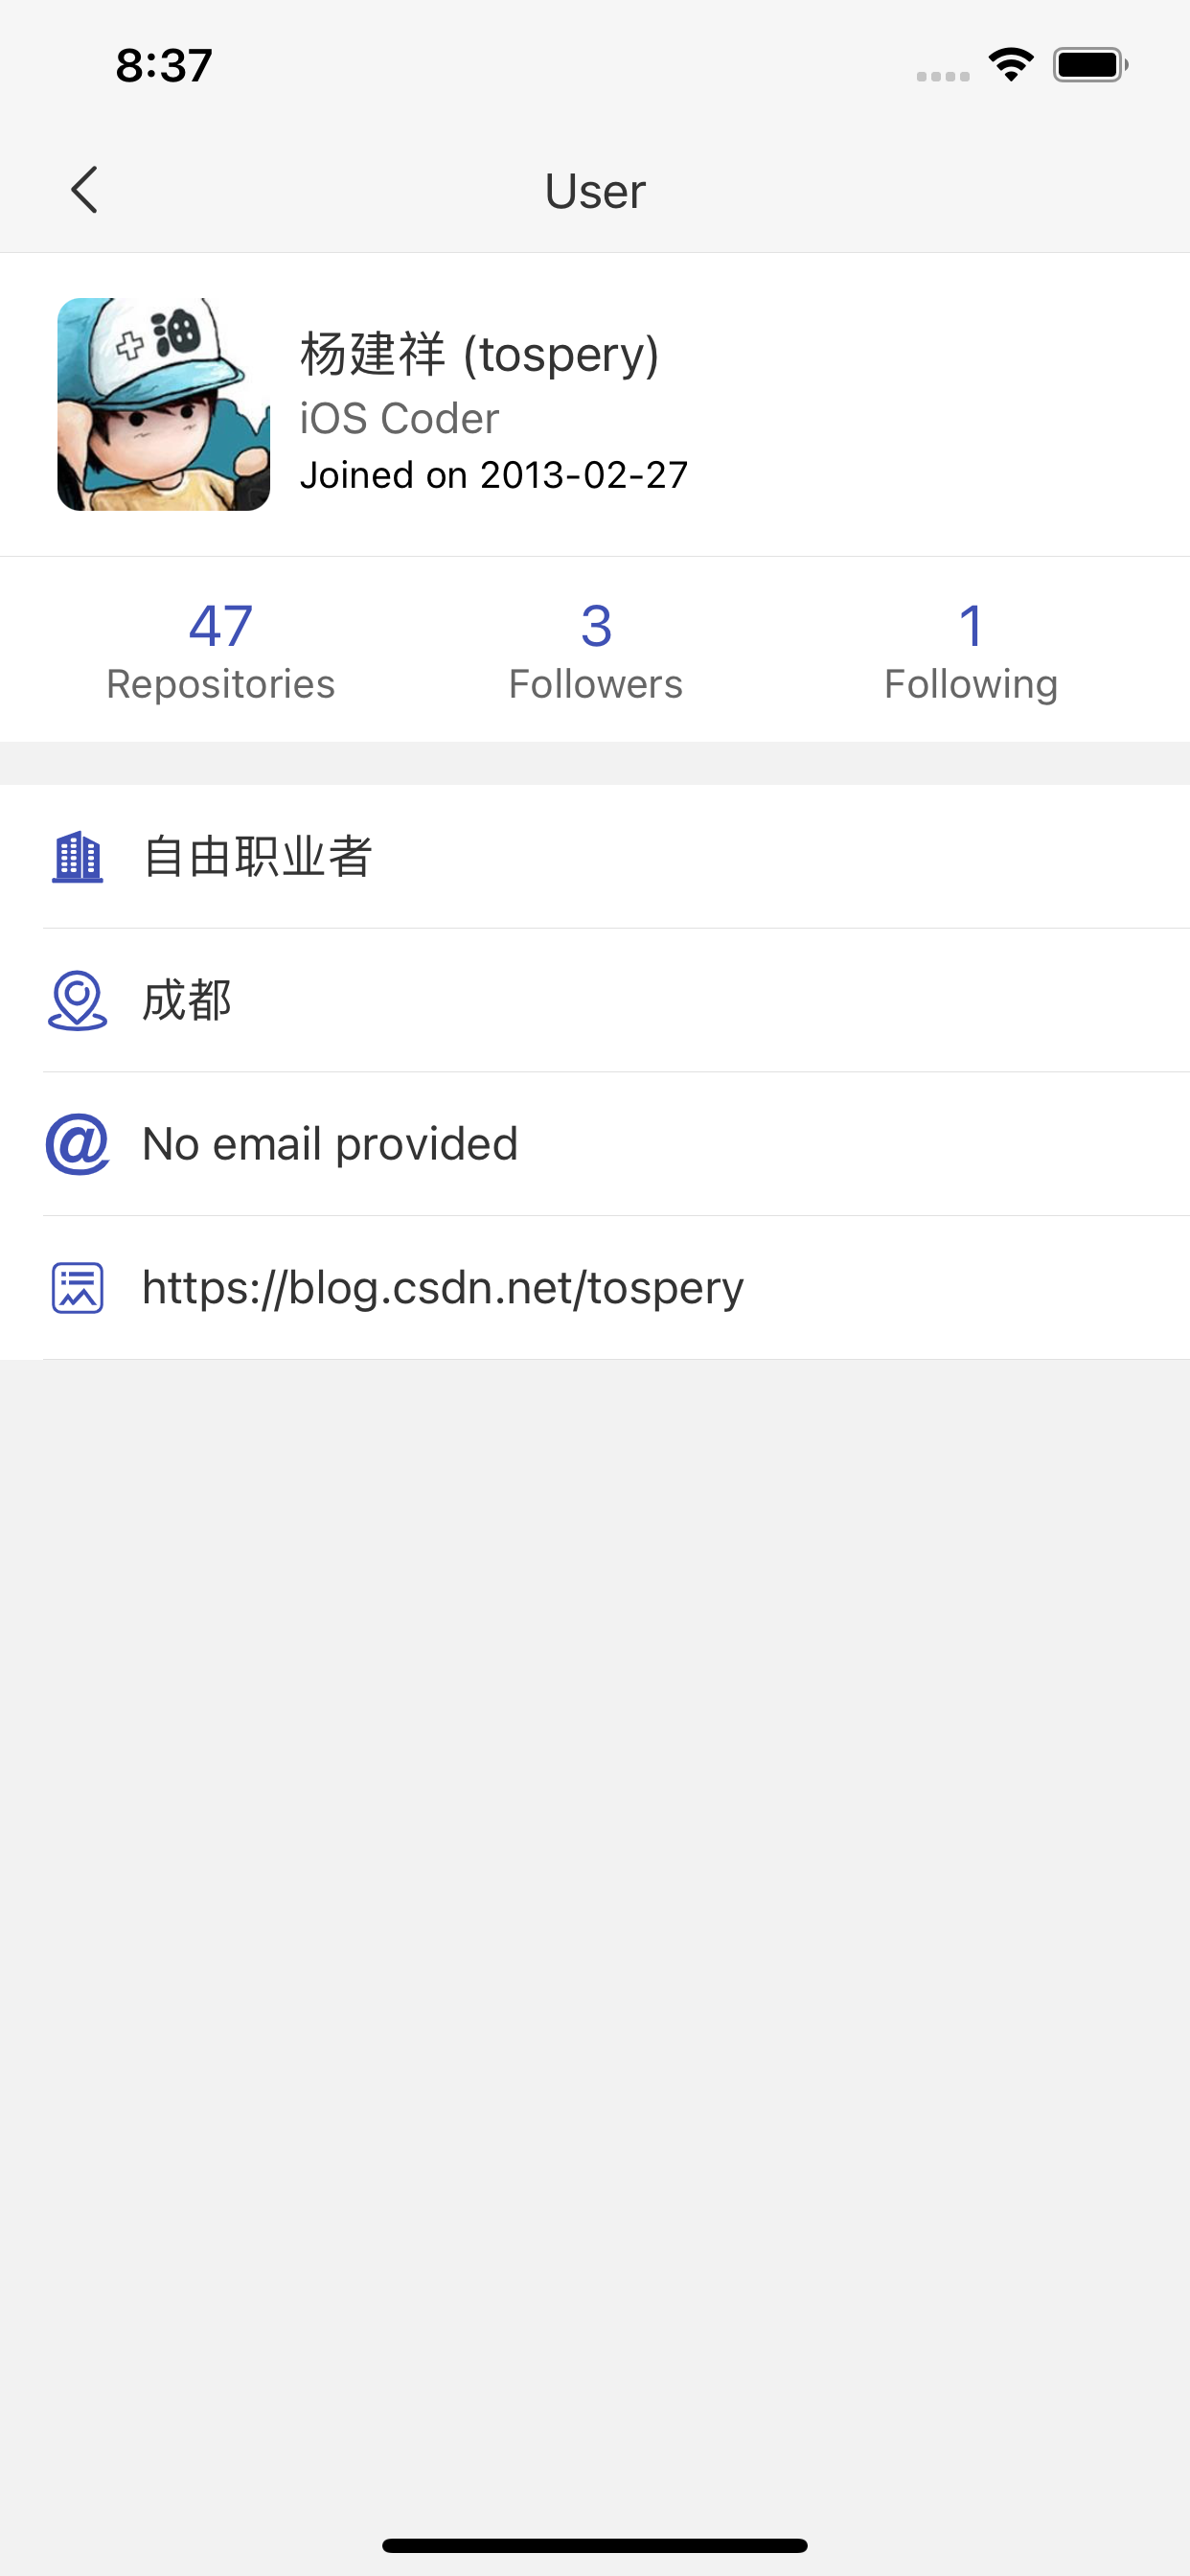 8:37
User
油
杨建祥 (tospery)
iOS Coder
Joined on 2013-02-27
47
Repositories
3
Followers
1
Following
自由职业者
成都
@ No email provided
https://blog.csdn.net/tospery